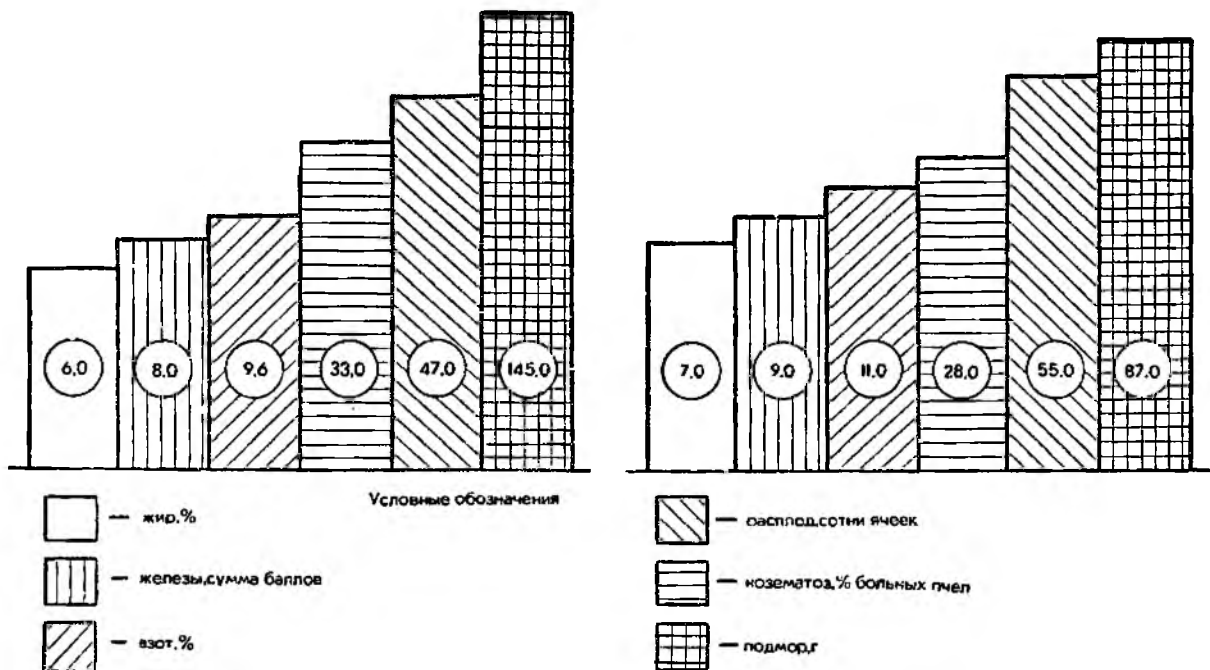 6,0 8,0 9,6 33,0 47,0 145,0
7,0 9,0 11,0 28,0 55,0 87,0
Условные обозначения
— жир,%
— железы,сумма баллов
— азот,%
— расплод,сотни ячеек
— нозематоз,% больных пчел
— подмор,г